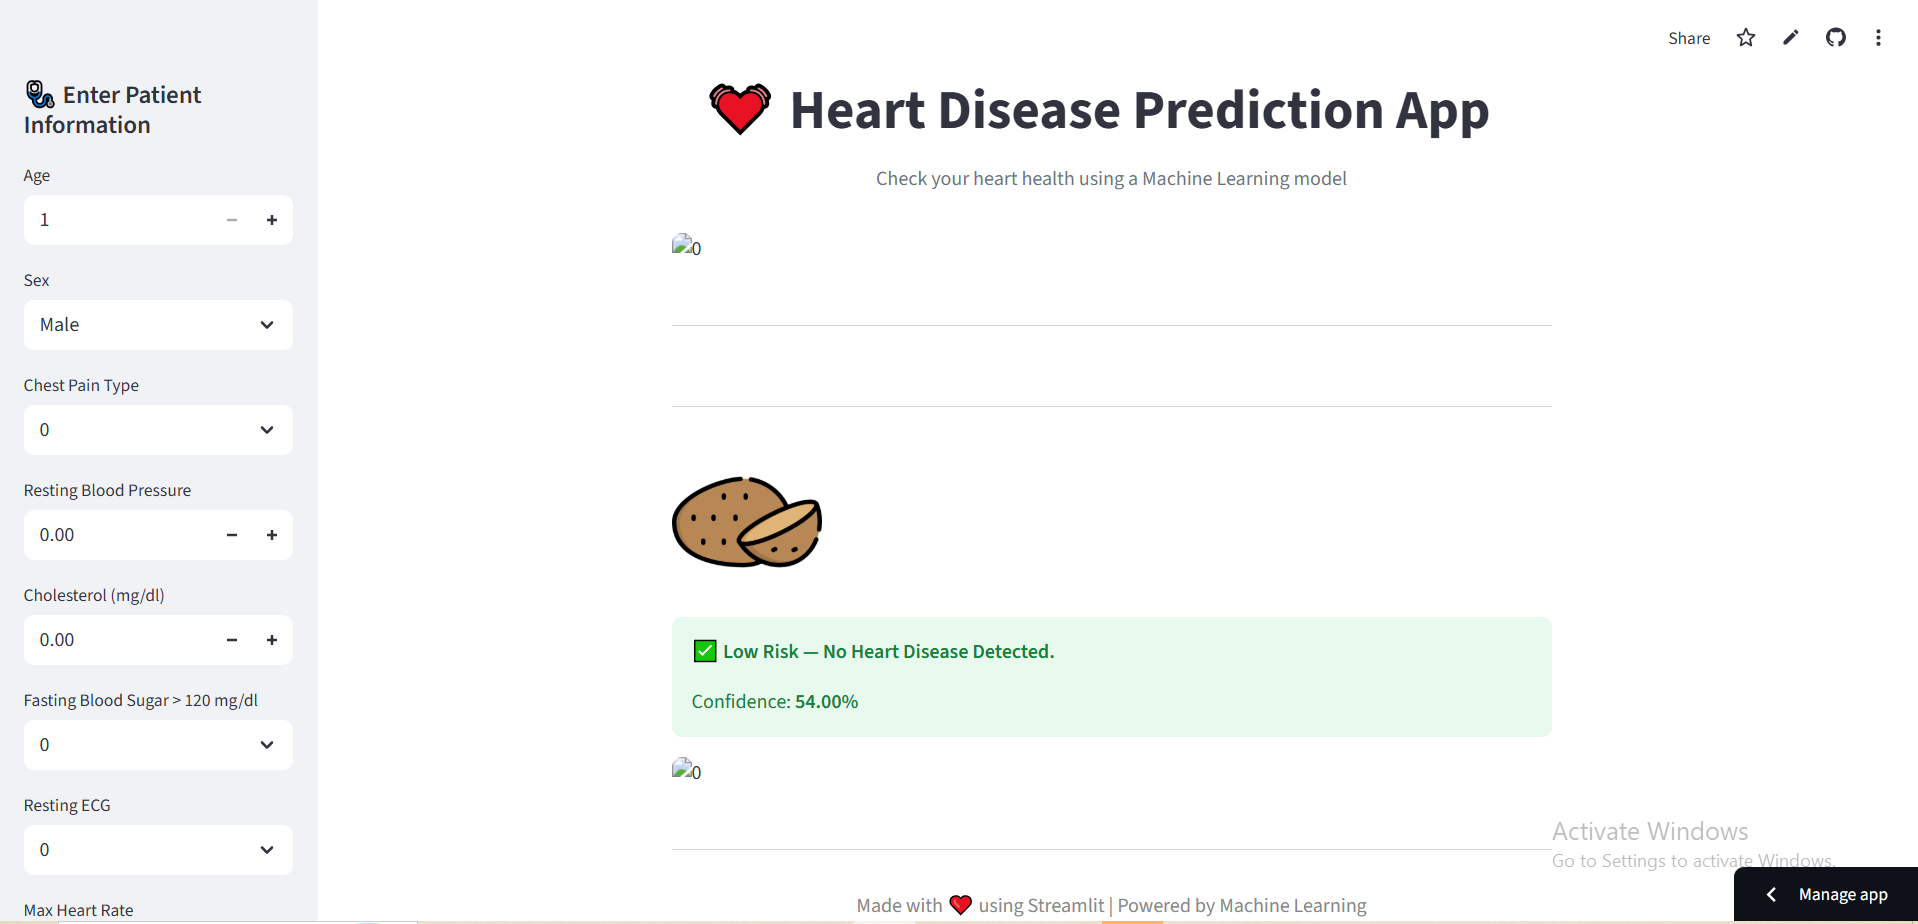 Share
Enter Patient
Information
Age
1
Sex
Male
Chest Pain Type
0
Resting Blood Pressure
0.00
Cholesterol (mg/dl)
0.00
Fasting Blood Sugar > 120 mg/dl
0
Resting ECG
0
Max Heart Rate
Heart Disease Prediction App
Check your heart health using a Machine Learning model
0
Low Risk — No Heart Disease Detected.
Confidence: 54.00%
0
Made with ❤️ using Streamlit | Powered by Machine Learning
Activate Windows
Go to Settings to activate Windows.
Manage app